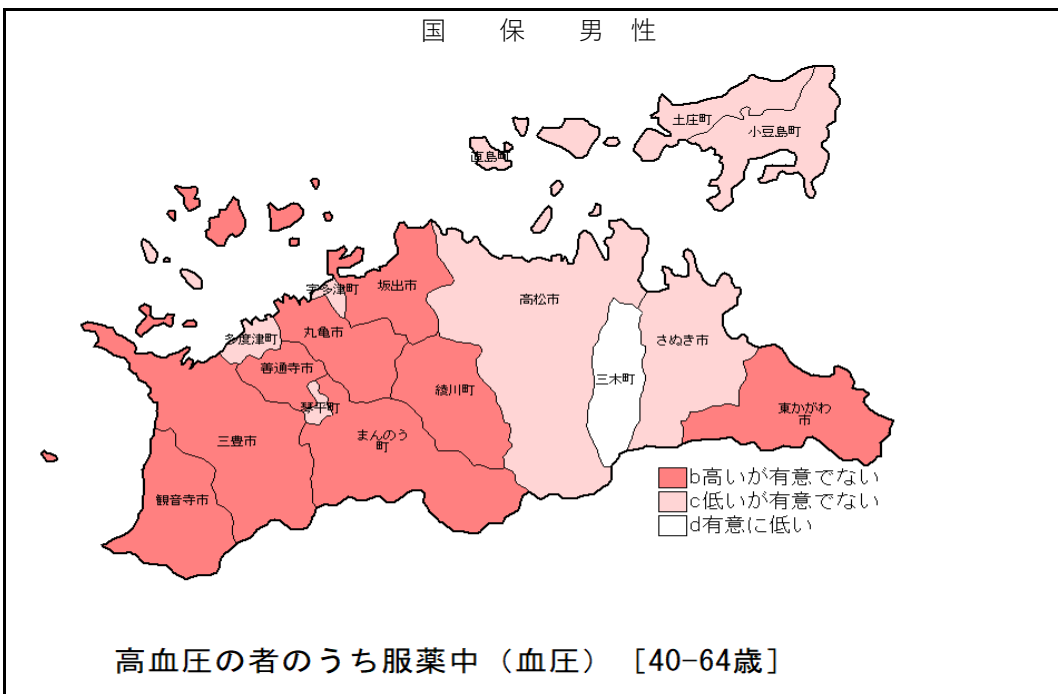 国 保 男 性
土庄町
小豆島町
直島町
宇多津町
坂出市
高松市
多度津町
丸亀市
さぬき市
善通寺市
三木町
綾川町
琴平町
東かがわ
市
まんのう
町
三豊市
観音寺市
b高いが有意でない
c低いが有意でない
d有意に低い
高血圧の者のうち服薬中（血圧）［40-64歳］